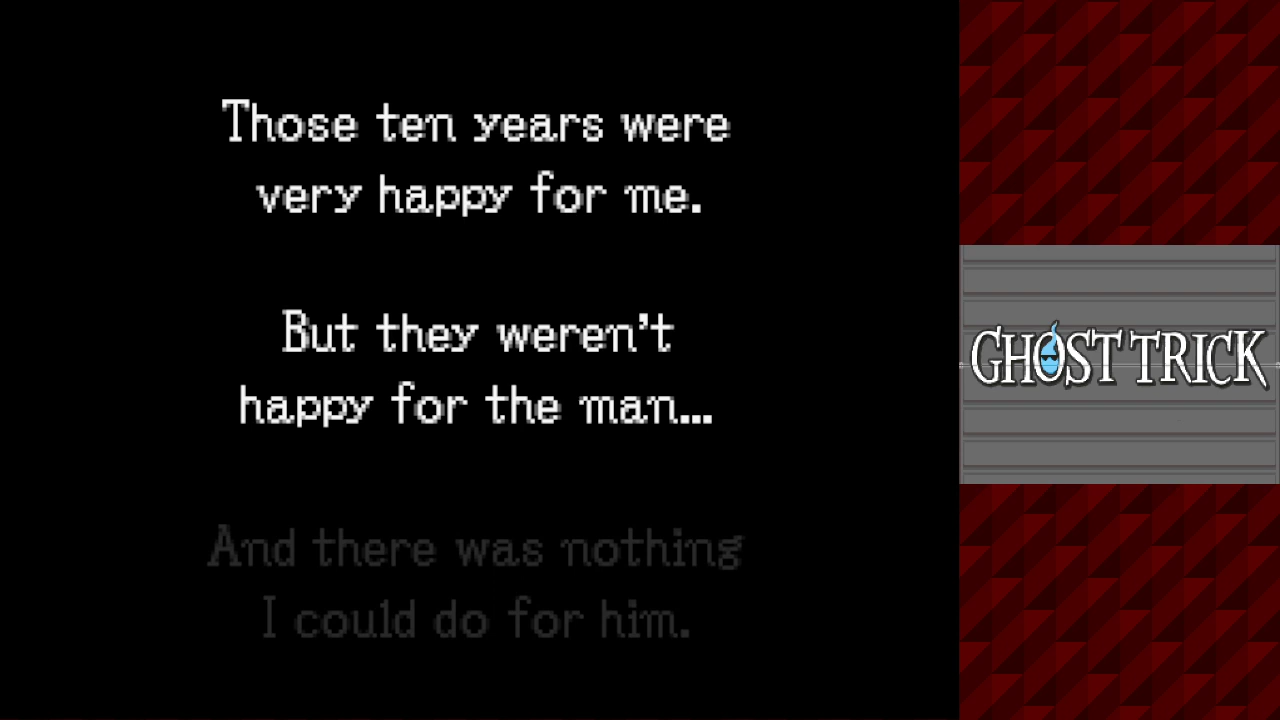 Those ten years were
very happy for me.
But they weren't
happy for the man...
And there was nothing
I could do for him.
GHOST TRICK